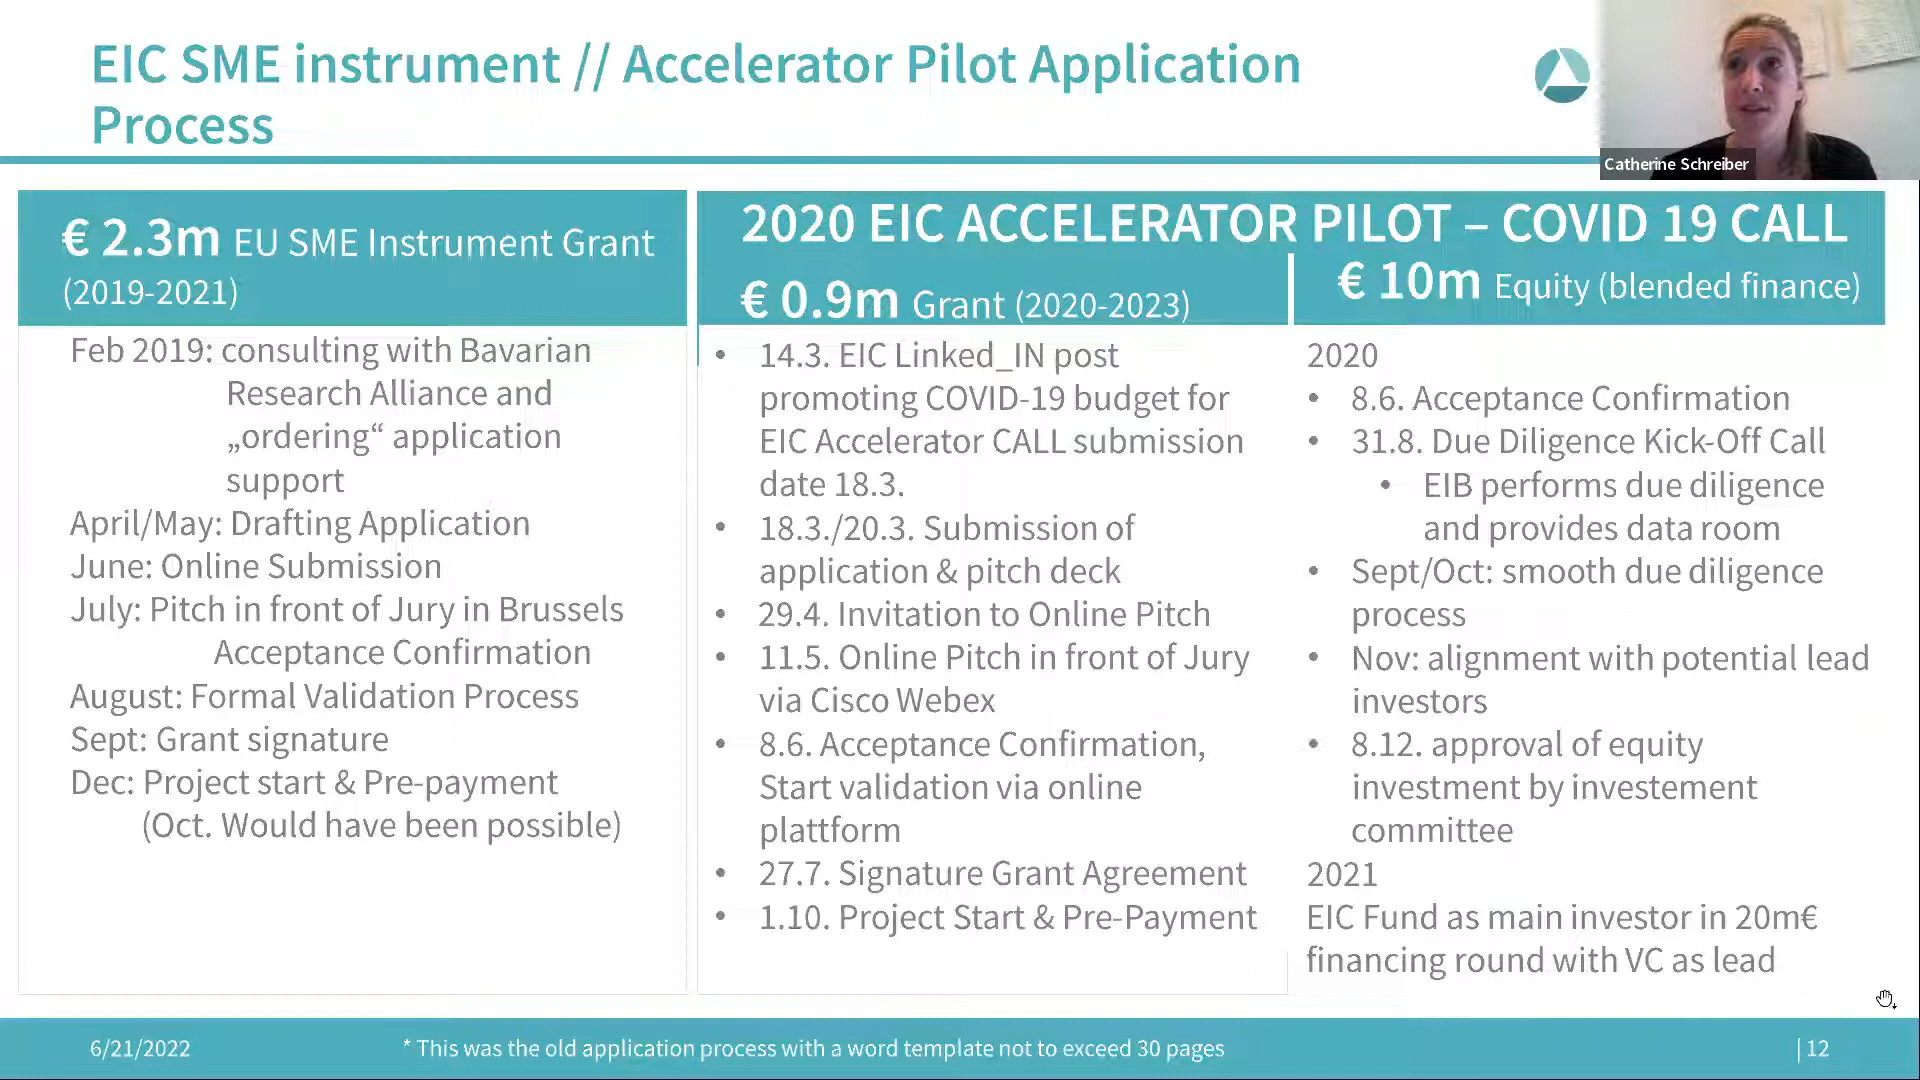 EIC SME instrument // Accelerator Pilot Application
Process
Catherine Schreiber
€ 2.3m EU SME Instrument Grant
(2019-2021)
Feb 2019: consulting with Bavarian
Research Alliance and
„ordering“ application
support
April/May: Drafting Application
June: Online Submission
July: Pitch in front of Jury in Brussels
Acceptance Confirmation
August: Formal Validation Process
Sept: Grant signature
Dec: Project start & Pre-payment
(Oct. Would have been possible)
2020 EIC ACCELERATOR PILOT – COVID 19 CALL
€ 0.9m Grant (2020-2023)
• 14.3. EIC Linked_IN post
promoting COVID-19 budget for
EIC Accelerator CALL submission
date 18.3.
• 18.3./20.3. Submission of
application & pitch deck
• 29.4. Invitation to Online Pitch
• 11.5. Online Pitch in front of Jury
via Cisco Webex
• 8.6. Acceptance Confirmation,
Start validation via online
plattform
• 27.7. Signature Grant Agreement
• 1.10. Project Start & Pre-Payment
€ 10m Equity (blended finance)
2020
• 8.6. Acceptance Confirmation
• 31.8. Due Diligence Kick-Off Call
• EIB performs due diligence
and provides data room
• Sept/Oct: smooth due diligence
process
• Nov: alignment with potential lead
investors
• 8.12. approval of equity
investment by investement
committee
2021
EIC Fund as main investor in 20m€
financing round with VC as lead
6/21/2022
* This was the old application process with a word template not to exceed 30 pages
| 12